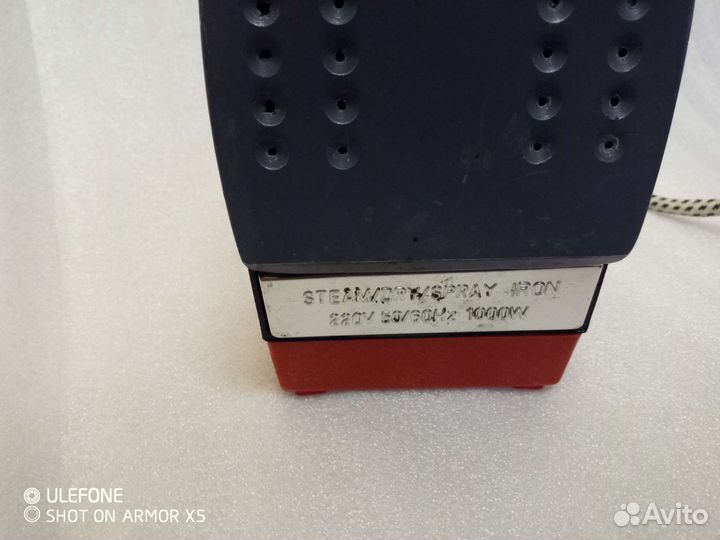 STEAM/DRY/SPRAY IRON
220V 50/60Hz 1000W
ULEFONE
SHOT ON ARMOR X5
Avito